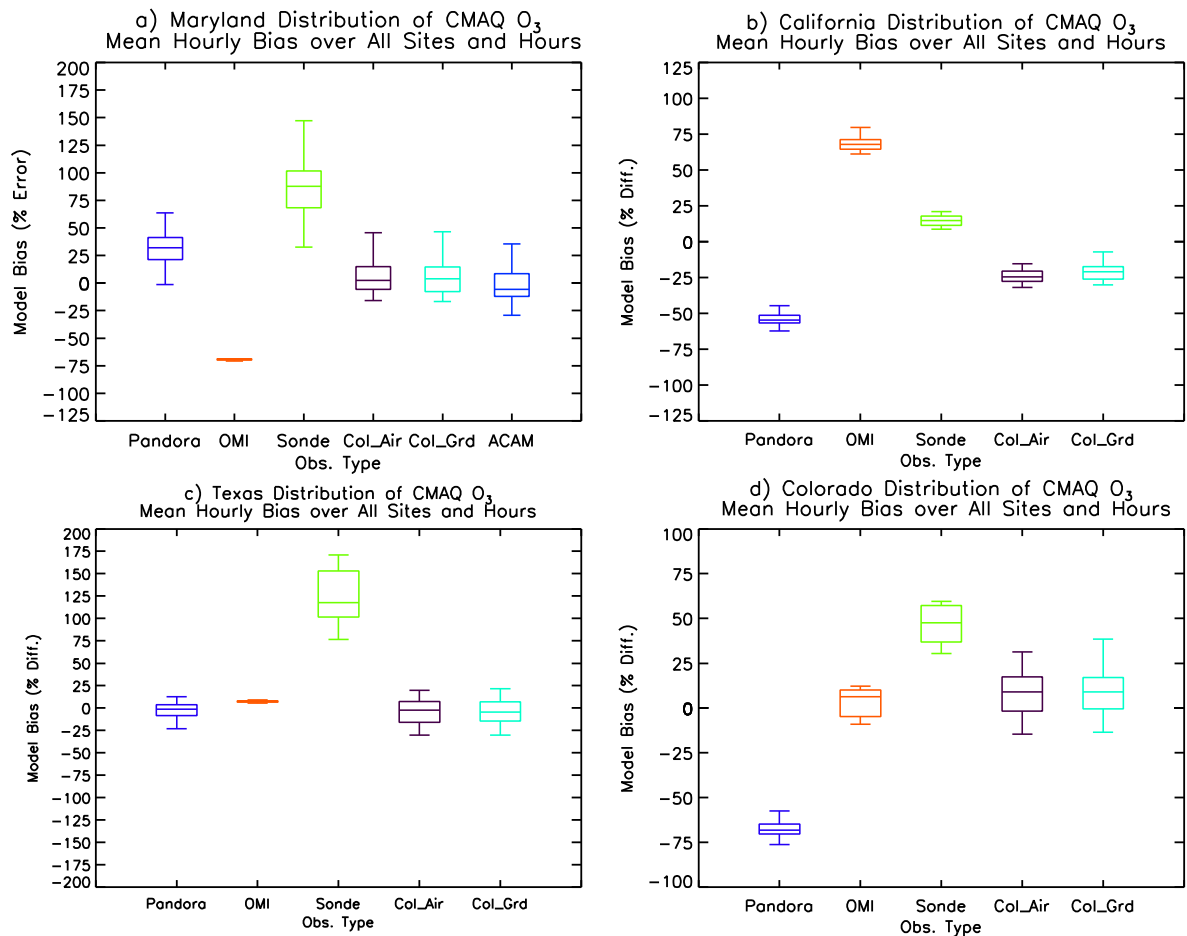 a) Maryland Distribution of CMAQ O3
Mean Hourly Bias over All Sites and Hours
200
175
150
125
100
75
50
25
0
−25
−50
−75
−100
−125
Model Bias (% Error)
Pandora OMI Sonde Col_Air Col_Grd ACAM
Obs. Type
b) California Distribution of CMAQ O3
Mean Hourly Bias over All Sites and Hours
125
100
75
50
25
0
−25
−50
−75
−100
−125
Model Bias (% Diff.)
Pandora OMI Sonde Col_Air Col_Grd
Obs. Type
c) Texas Distribution of CMAQ O3
Mean Hourly Bias over All Sites and Hours
200
175
150
125
100
75
50
25
0
−25
−50
−75
−100
−125
−150
−175
−200
Model Bias (% Diff.)
Pandora OMI Sonde Col_Air Col_Grd
Obs. Type
d) Colorado Distribution of CMAQ O3
Mean Hourly Bias over All Sites and Hours
100
75
50
25
0
−25
−50
−75
−100
Model Bias (% Diff.)
Pandora OMI Sonde Col_Air Col_Grd
Obs. Type